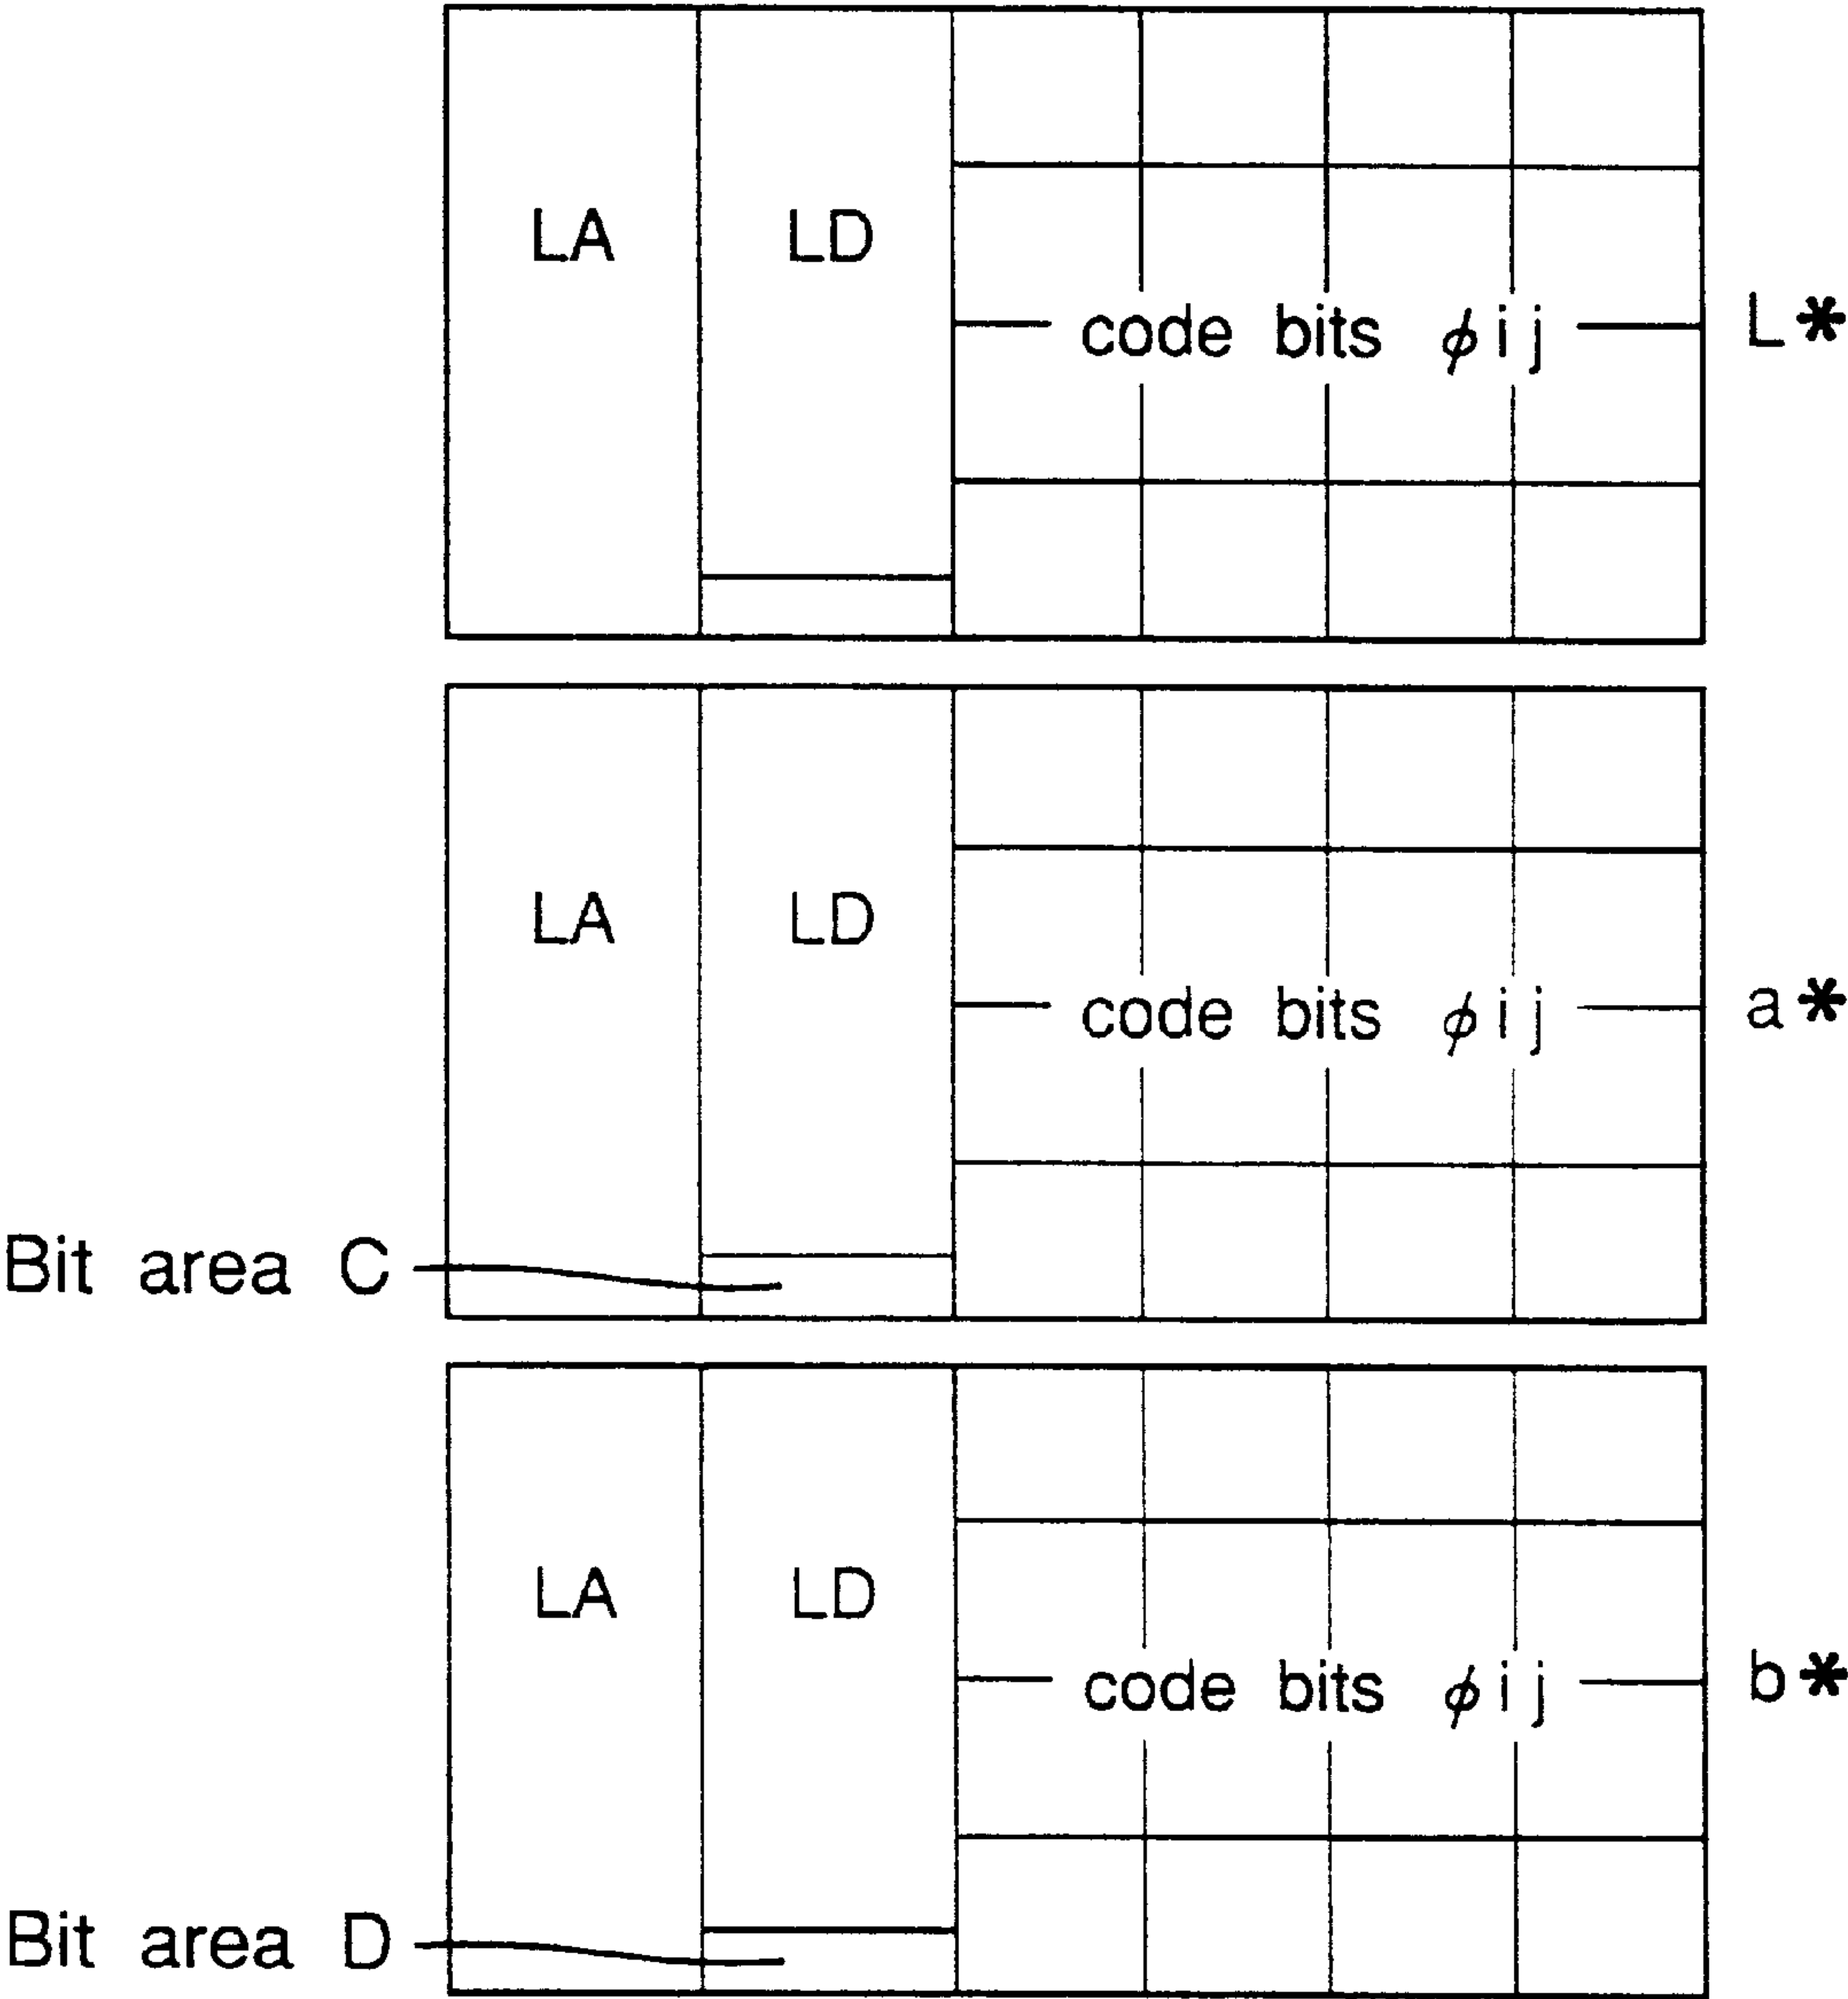 LA LD
code bits φij L*
LA LD
code bits φij a*
Bit area C
LA LD
code bits φij b*
Bit area D